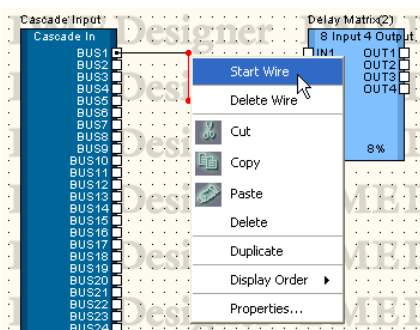 Cascade Input
Delay Matrix(2)
Cascade In
8 Input 4 Output
BUS1
BUS2
BUS3
BUS4
BUS5
BUS6
BUS7
BUS8
BUS9
BUS10
BUS11
BUS12
BUS13
BUS14
BUS15
BUS16
BUS17
BUS18
BUS19
BUS20
BUS21
BUS22
BUS23
BUS24
IN1
OUT1
OUT2
OUT3
OUT4
8%
Start Wire
Delete Wire
Cut
Copy
Paste
Delete
Duplicate
Display Order
Properties...
Designer